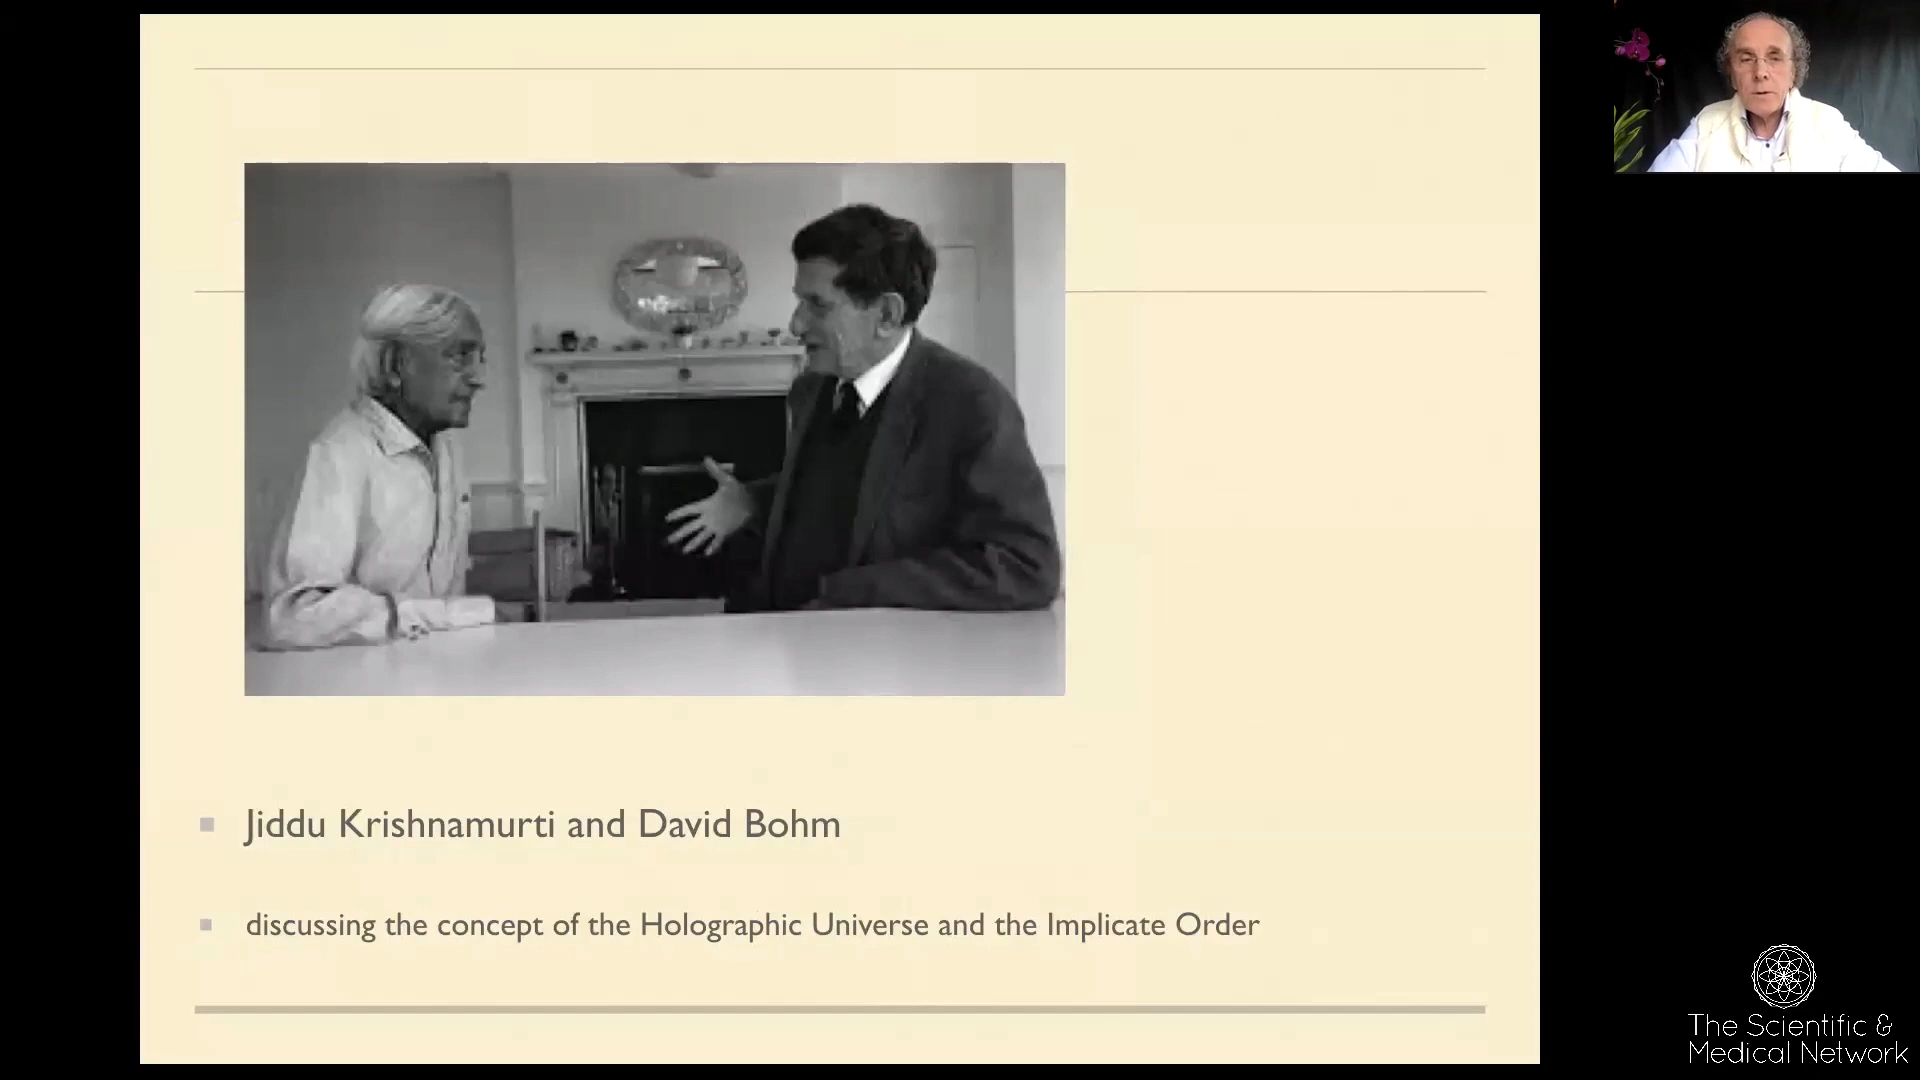 Jiddu Krishnamurti and David Bohm
discussing the concept of the Holographic Universe and the Implicate Order
The Scientific &
Medical Network